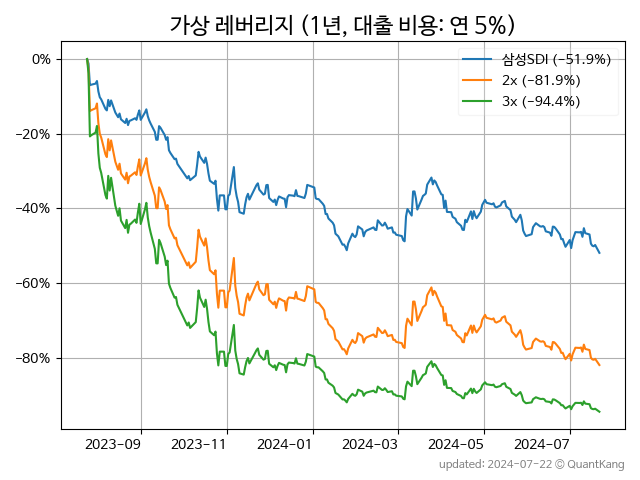 가상 레버리지 (1년, 대출 비용: 연 5%)
0%
−20%
−40%
−60%
−80%
삼성SDI (−51.9%)
2x (−81.9%)
3x (−94.4%)
2023-09
2023-11
2024-01
2024-03
2024-05
2024-07
updated: 2024-07-22 © QuantKang